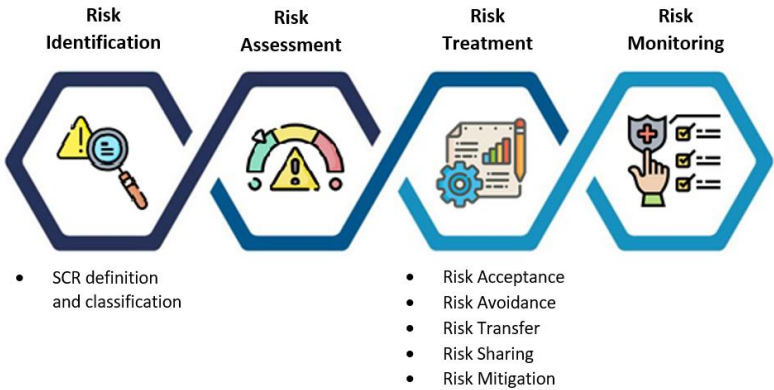 Risk
Identification
Risk
Assessment
Risk
Treatment
Risk
Monitoring
• SCR definition
and classification
• Risk Acceptance
• Risk Avoidance
• Risk Transfer
• Risk Sharing
• Risk Mitigation